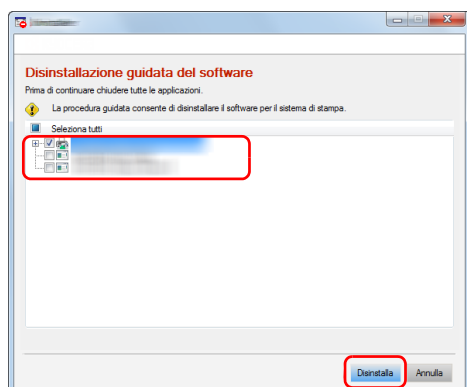 Disinstallazione guidata del software
Prima di continuare chiudere tutte le applicazioni.
La procedura guidata consente di disinstallare il software per il sistema di stampa.
Seleziona tutti
Disinstalla
Annulla